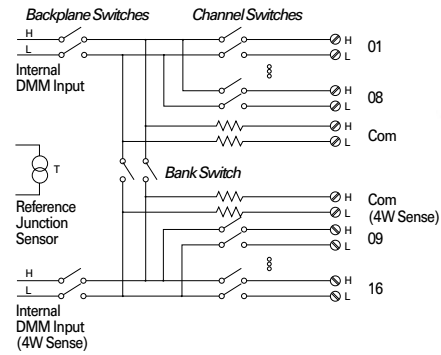 Backplane Switches
Channel Switches
H
L
H
L
01
Internal
DMM Input
H
L
08
H
L
Com
T
Bank Switch
Reference
Junction
Sensor
H
L
Com
(4W Sense)
H
L
09
H
L
H
L
16
Internal
DMM Input
(4W Sense)